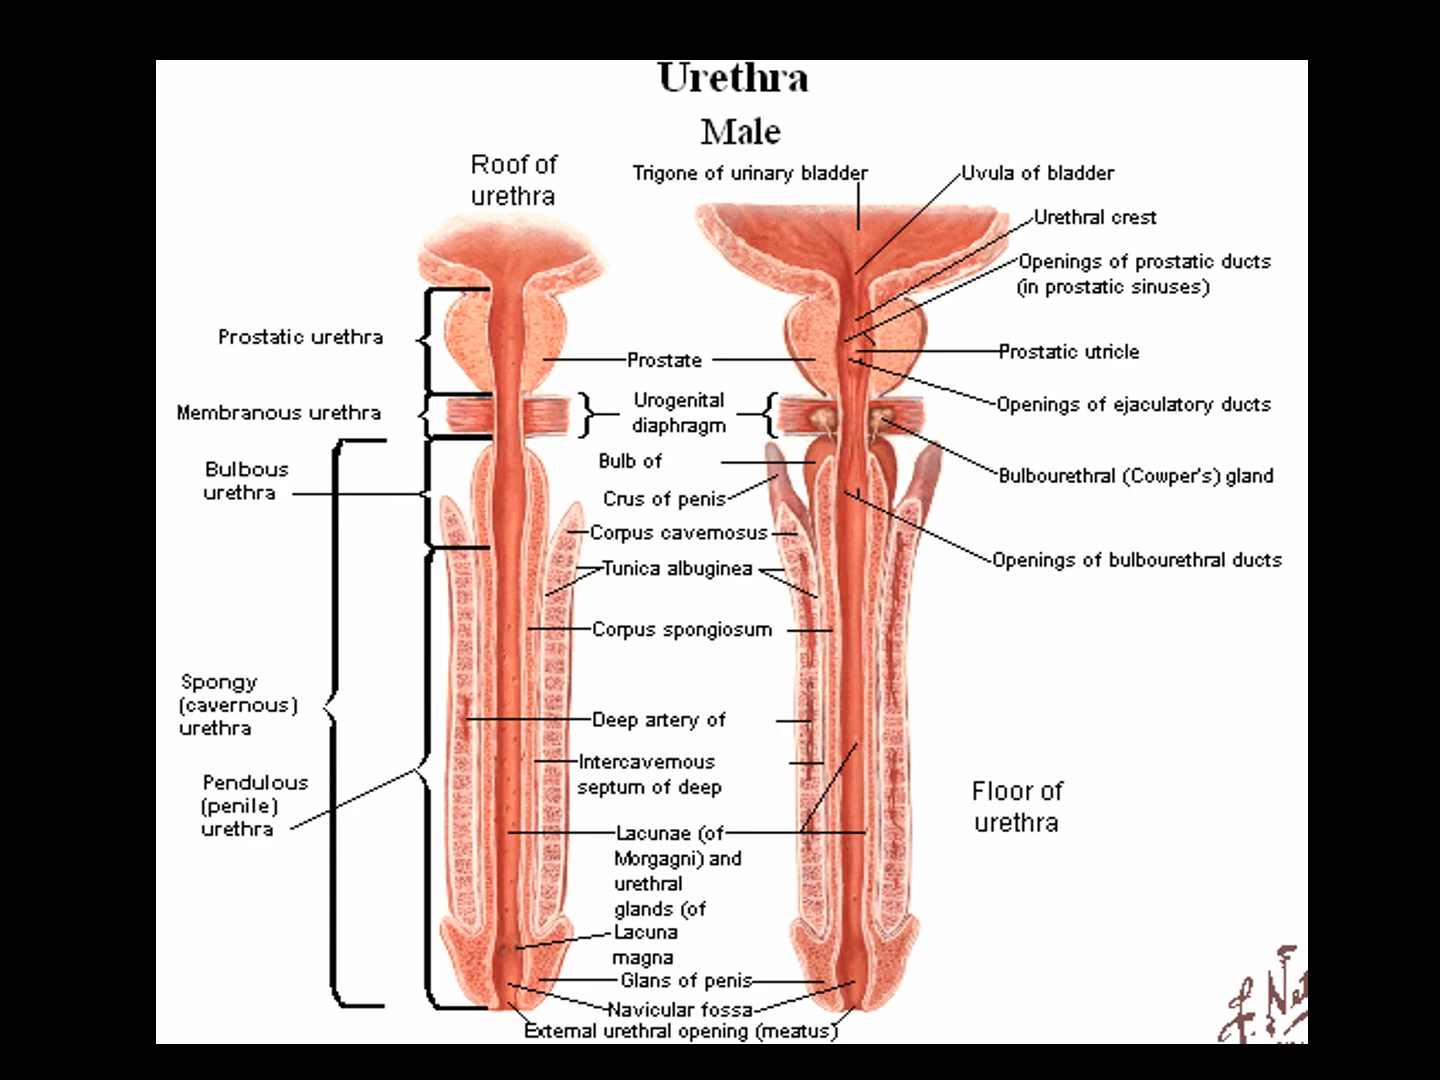 Urethra
Male
Roof of
urethra
Trigone of urinary bladder
Uvula of bladder
Urethral crest
Openings of prostatic ducts
(in prostatic sinuses)
Prostatic urethra
Prostate
Prostatic utricle
Membranous urethra
Urogenital
diaphragm
Openings of ejaculatory ducts
Bulbous
urethra
Bulb of
Bulbourethral (Cowper's) gland
Crus of penis
Corpus cavernosus
Tunica albuginea
Openings of bulbourethral ducts
Corpus spongiosum
Spongy
(cavernous)
urethra
Deep artery of
Intercavernous
septum of deep
Pendulous
(penile)
urethra
Floor of
urethra
Lacunae (of
Morgagni) and
urethral
glands (of
Lacuna
magna
Glans of penis
Navicular fossa
External urethral opening (meatus)